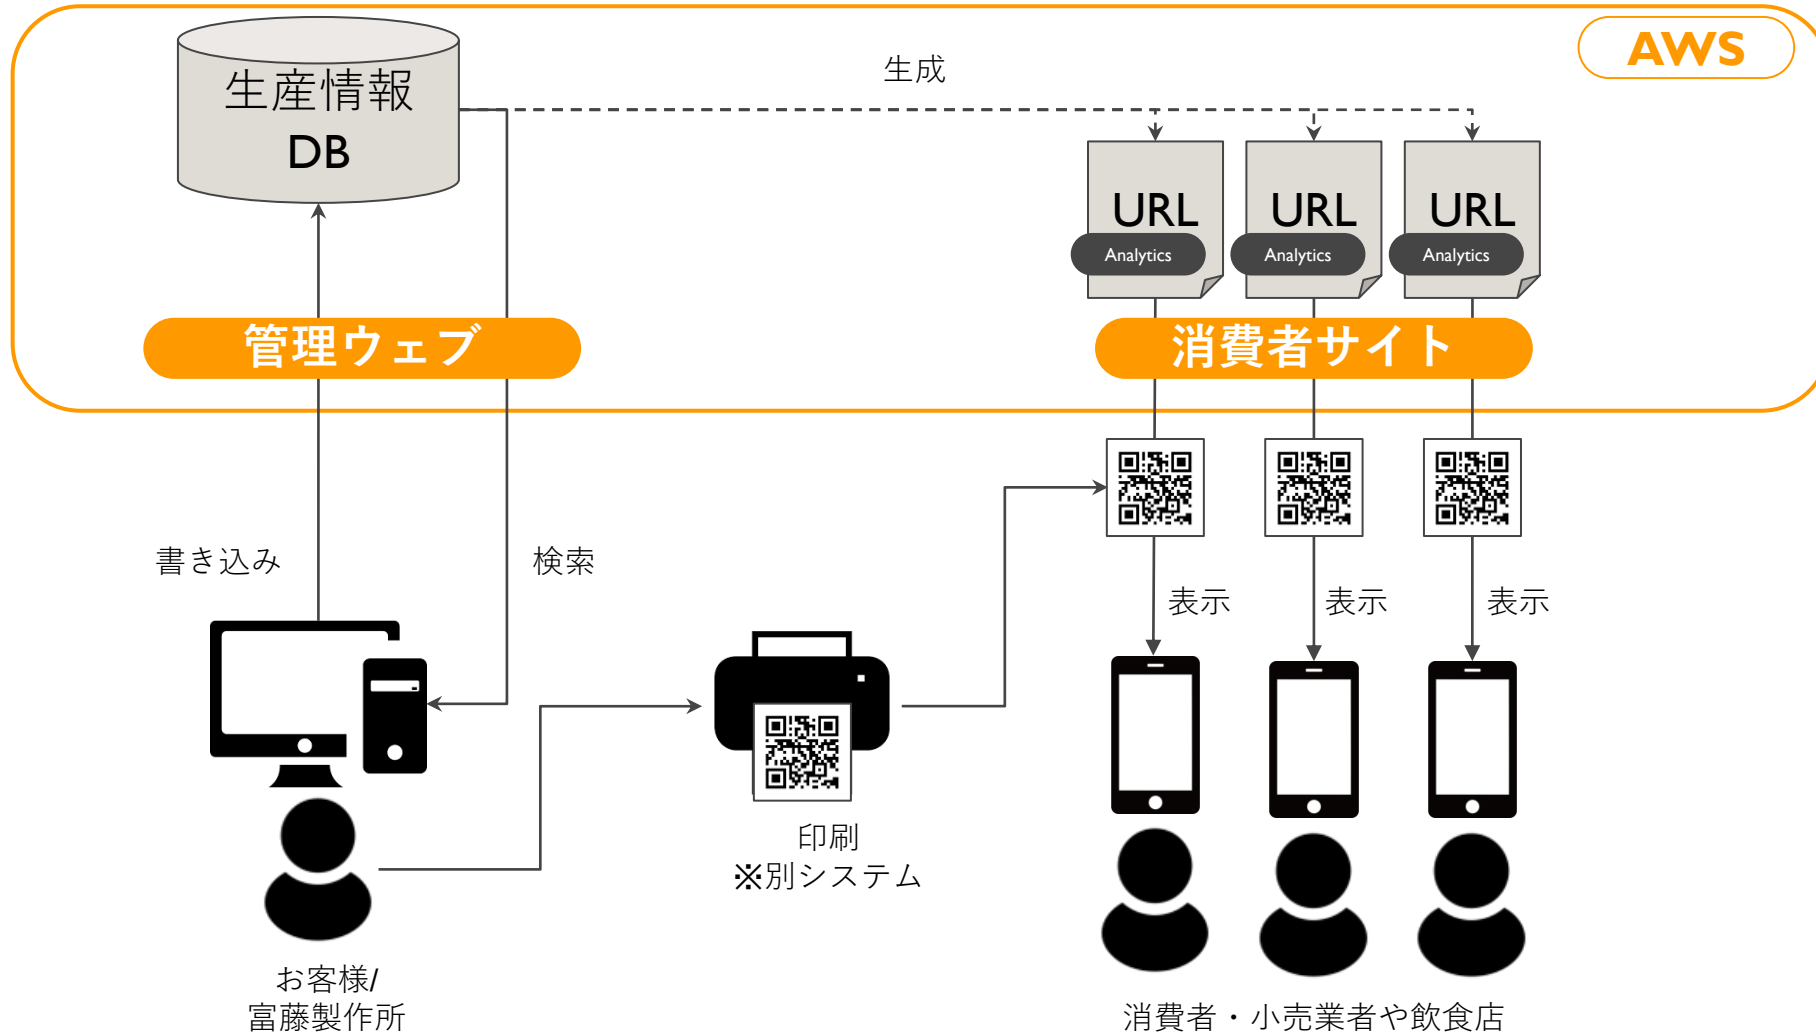 AWS
生産情報
DB
生成
URL
Analytics
URL
Analytics
URL
Analytics
管理ウェブ
消費者サイト
書き込み
検索
表示
表示
表示
印刷
※別システム
お客様/
富藤製作所
消費者・小売業者や飲食店